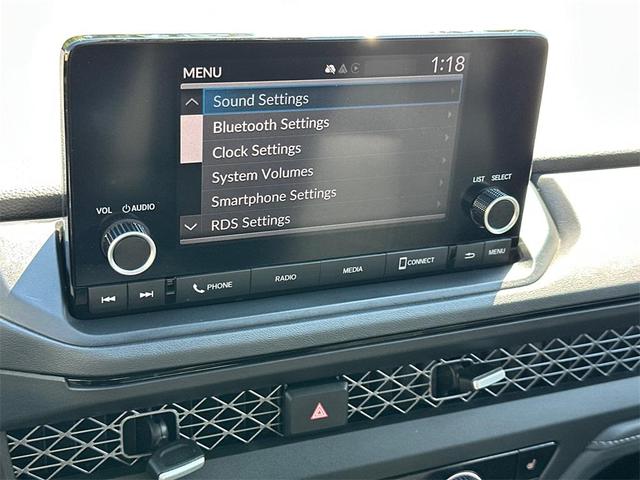 MENU
1:18
Sound Settings
Bluetooth Settings
Clock Settings
System Volumes
Smartphone Settings
RDS Settings
VOL AUDIO
LIST SELECT
PHONE
RADIO
MEDIA
CONNECT
MENU